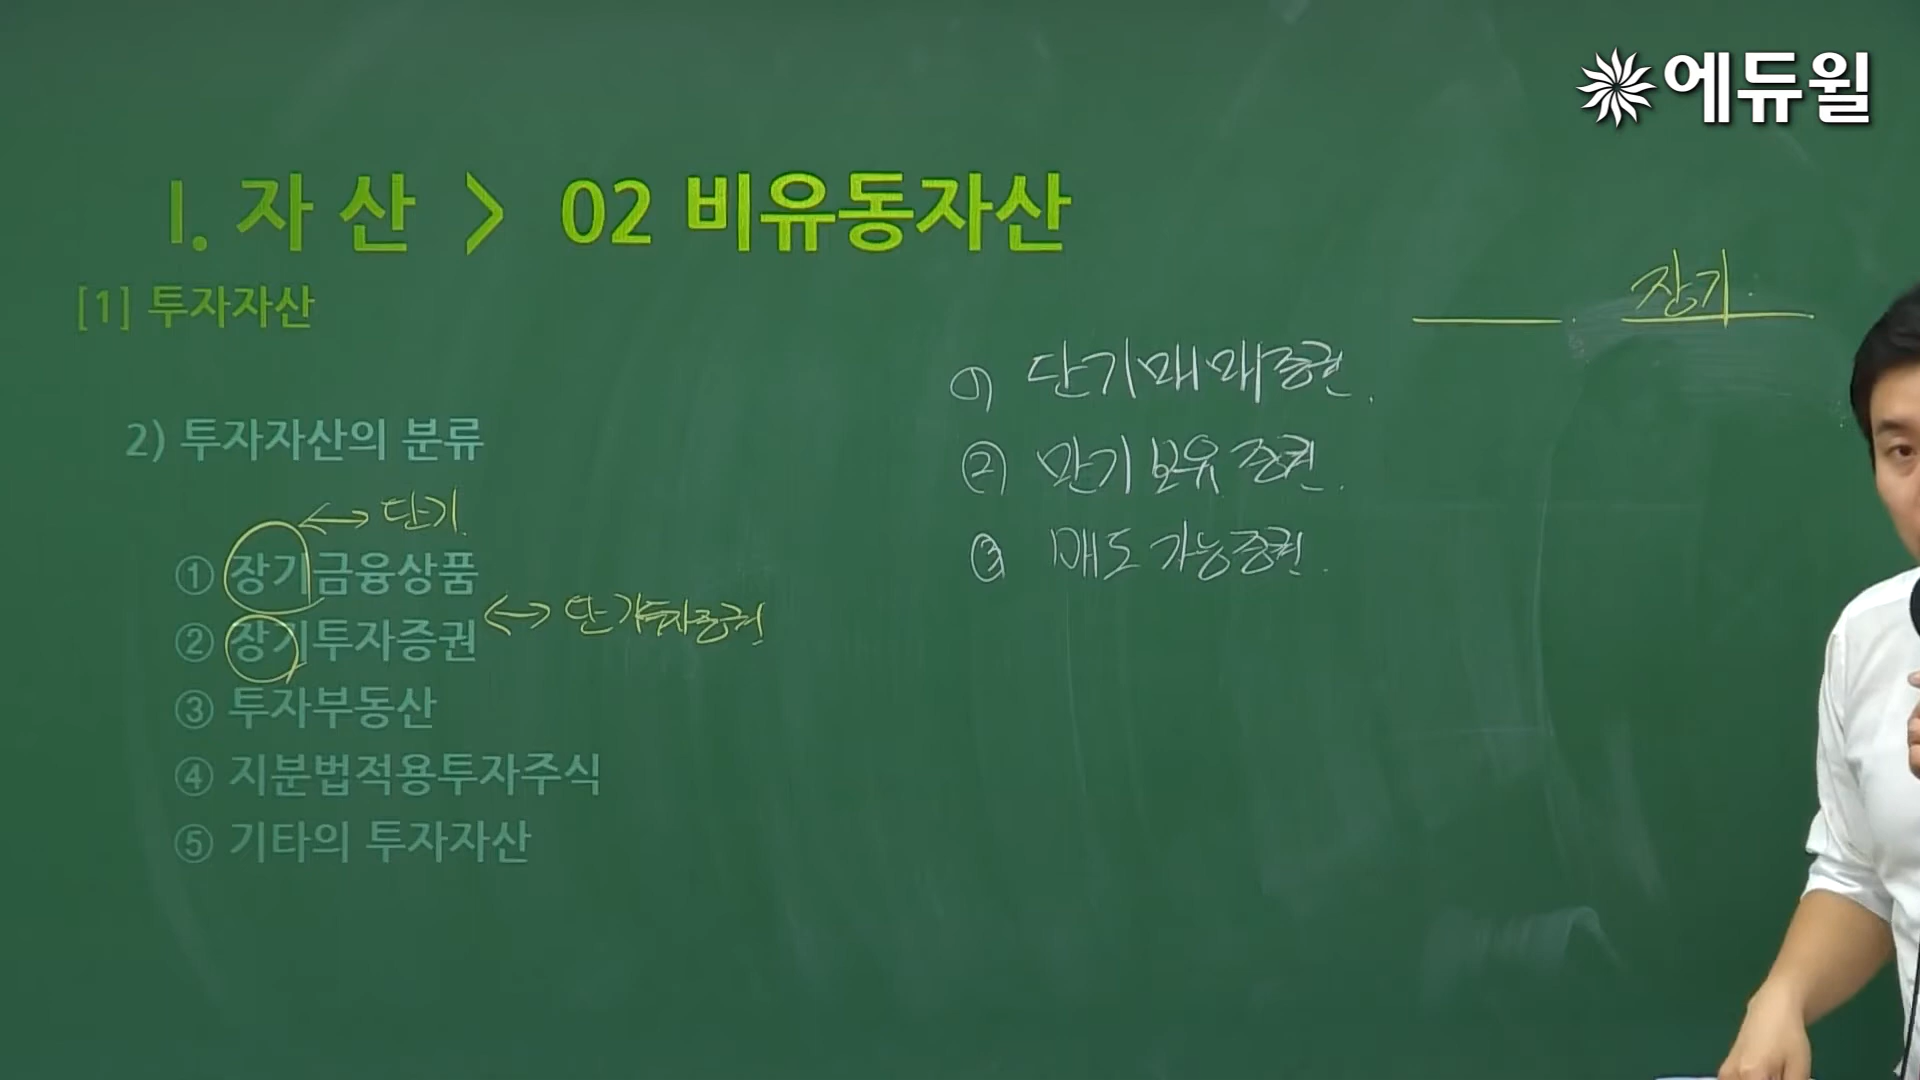 에듀윌
I. 자 산 > 02 비유동자산
[1] 투자자산
장기.
① 단기매매증권.
② 만기보유증권.
③ 매도가능증권.
2) 투자자산의 분류
↔ 단기.
① 장기금융상품
② 장기투자증권 ↔ 단기투자증권
③ 투자부동산
④ 지분법적용투자주식
⑤ 기타의 투자자산